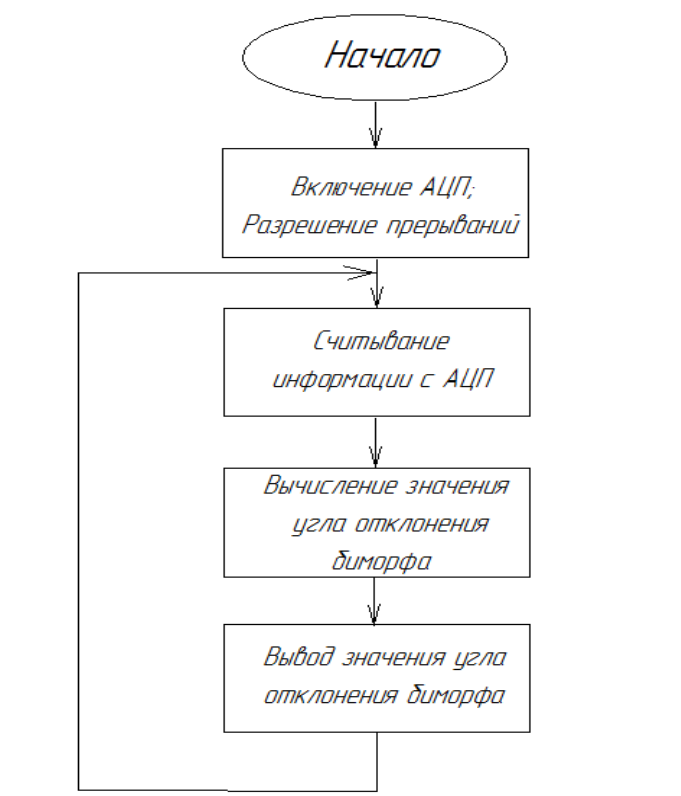 Начало
Включение АЦП;
Разрешение прерываний
Считывание
информации с АЦП
Вычисление значения
угла отклонения
биморфа
Вывод значения угла
отклонения биморфа